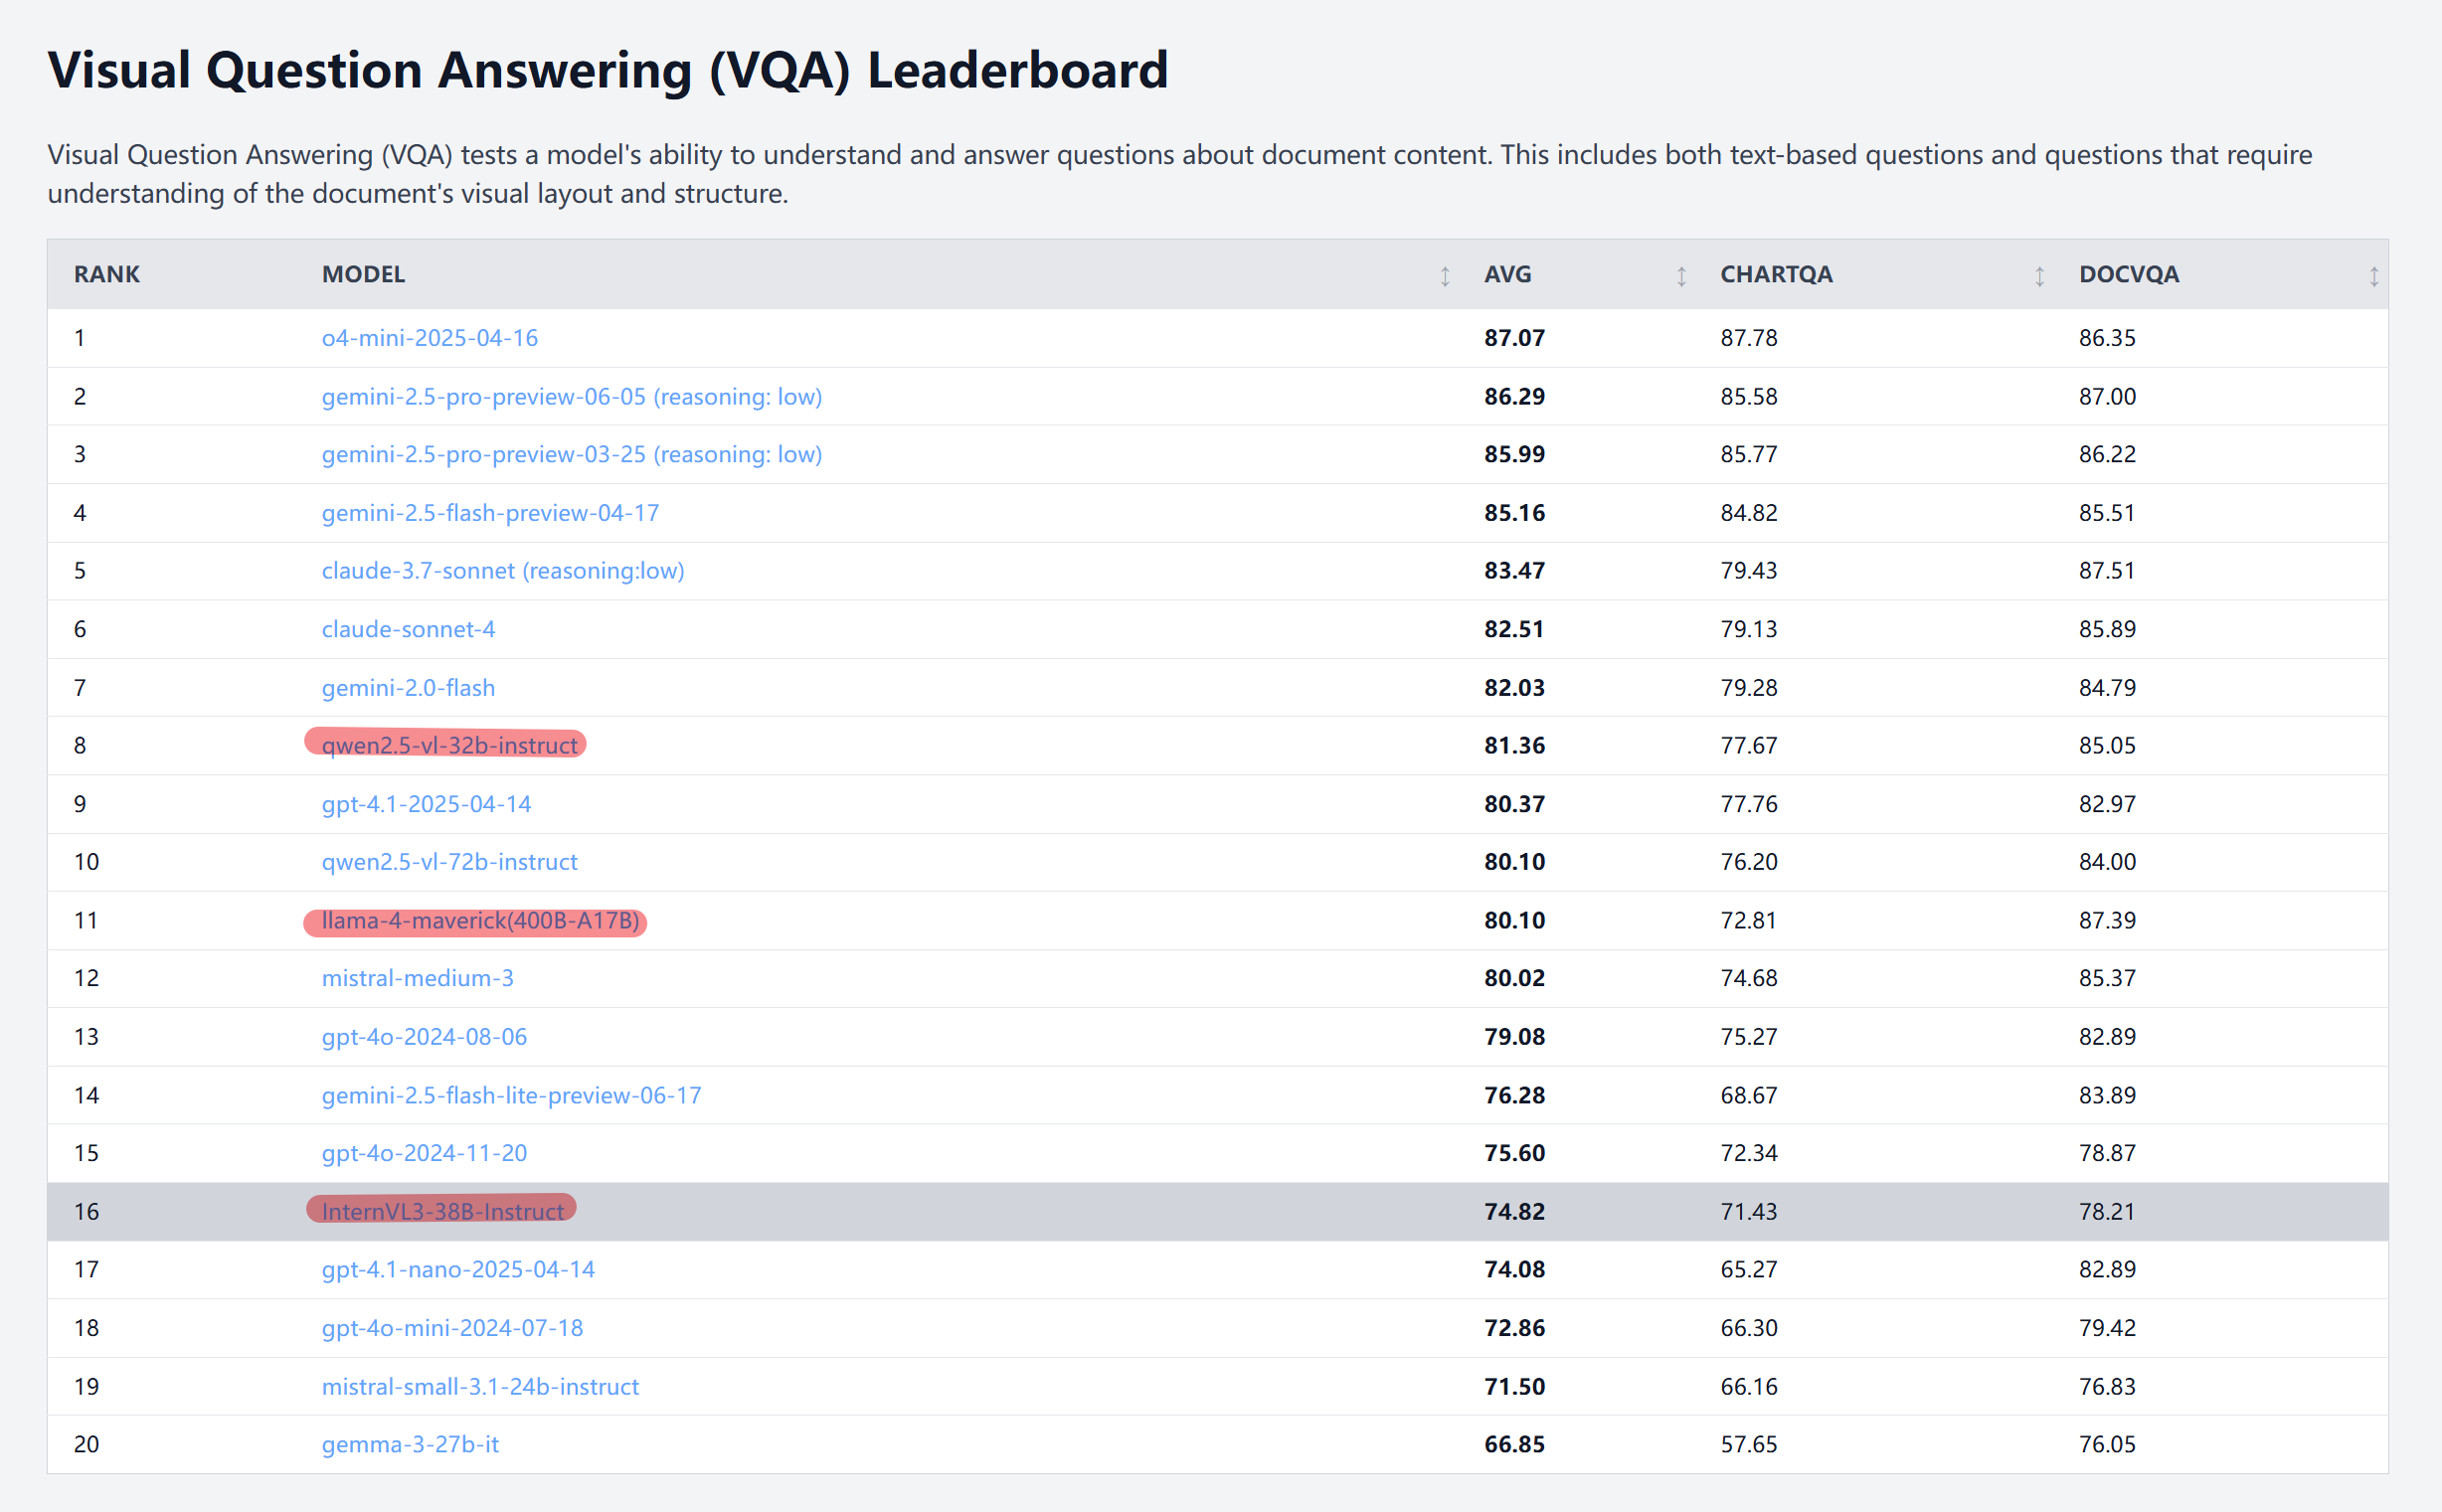 Visual Question Answering (VQA) Leaderboard
Visual Question Answering (VQA) tests a model's ability to understand and answer questions about document content. This includes both text-based questions and questions that require
understanding of the document's visual layout and structure.
RANK MODEL AVG CHARTQA DOCVQA
1 o4-mini-2025-04-16 87.07 87.78 86.35
2 gemini-2.5-pro-preview-06-05 (reasoning: low) 86.29 85.58 87.00
3 gemini-2.5-pro-preview-03-25 (reasoning: low) 85.99 85.77 86.22
4 gemini-2.5-flash-preview-04-17 85.16 84.82 85.51
5 claude-3.7-sonnet (reasoning:low) 83.47 79.43 87.51
6 claude-sonnet-4 82.51 79.13 85.89
7 gemini-2.0-flash 82.03 79.28 84.79
8 qwen2.5-vl-32b-instruct 81.36 77.67 85.05
9 gpt-4.1-2025-04-14 80.37 77.76 82.97
10 qwen2.5-vl-72b-instruct 80.10 76.20 84.00
11 llama-4-maverick(400B-A17B) 80.10 72.81 87.39
12 mistral-medium-3 80.02 74.68 85.37
13 gpt-4o-2024-08-06 79.08 75.27 82.89
14 gemini-2.5-flash-lite-preview-06-17 76.28 68.67 83.89
15 gpt-4o-2024-11-20 75.60 72.34 78.87
16 InternVL3-38B-Instruct 74.82 71.43 78.21
17 gpt-4.1-nano-2025-04-14 74.08 65.27 82.89
18 gpt-4o-mini-2024-07-18 72.86 66.30 79.42
19 mistral-small-3.1-24b-instruct 71.50 66.16 76.83
20 gemma-3-27b-it 66.85 57.65 76.05